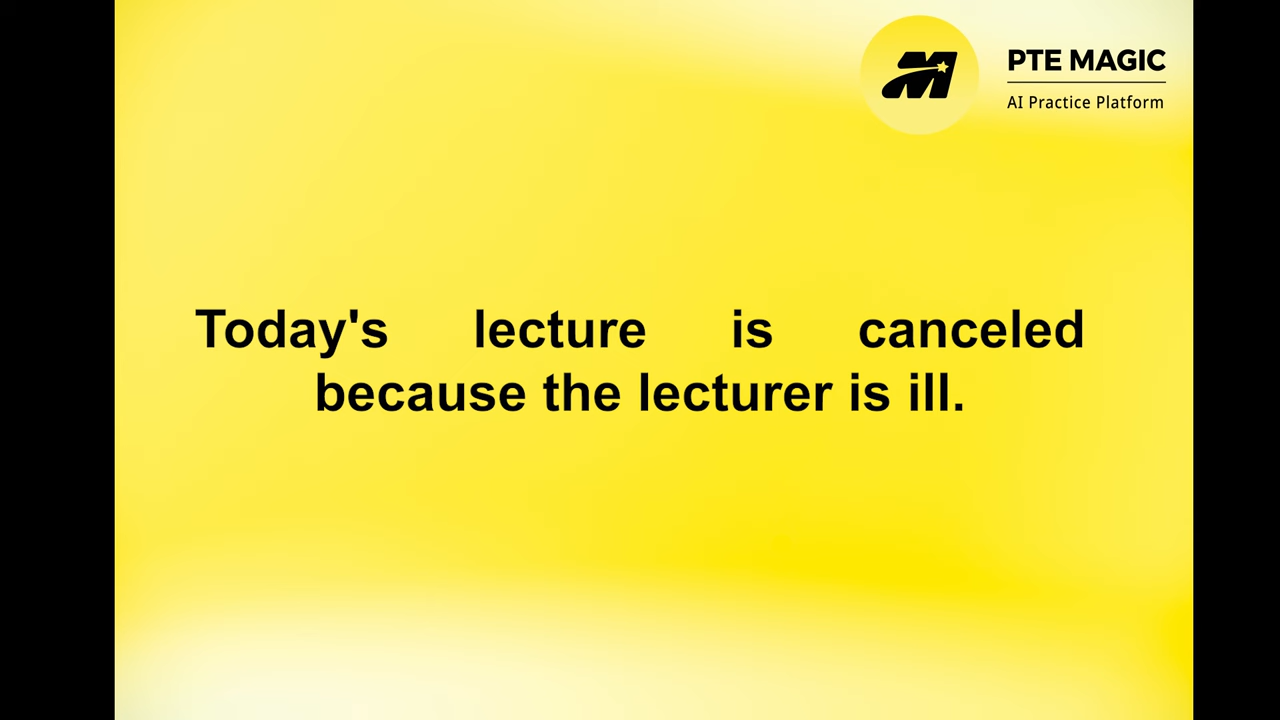 PTE MAGIC
AI Practice Platform
Today's lecture is canceled
because the lecturer is ill.